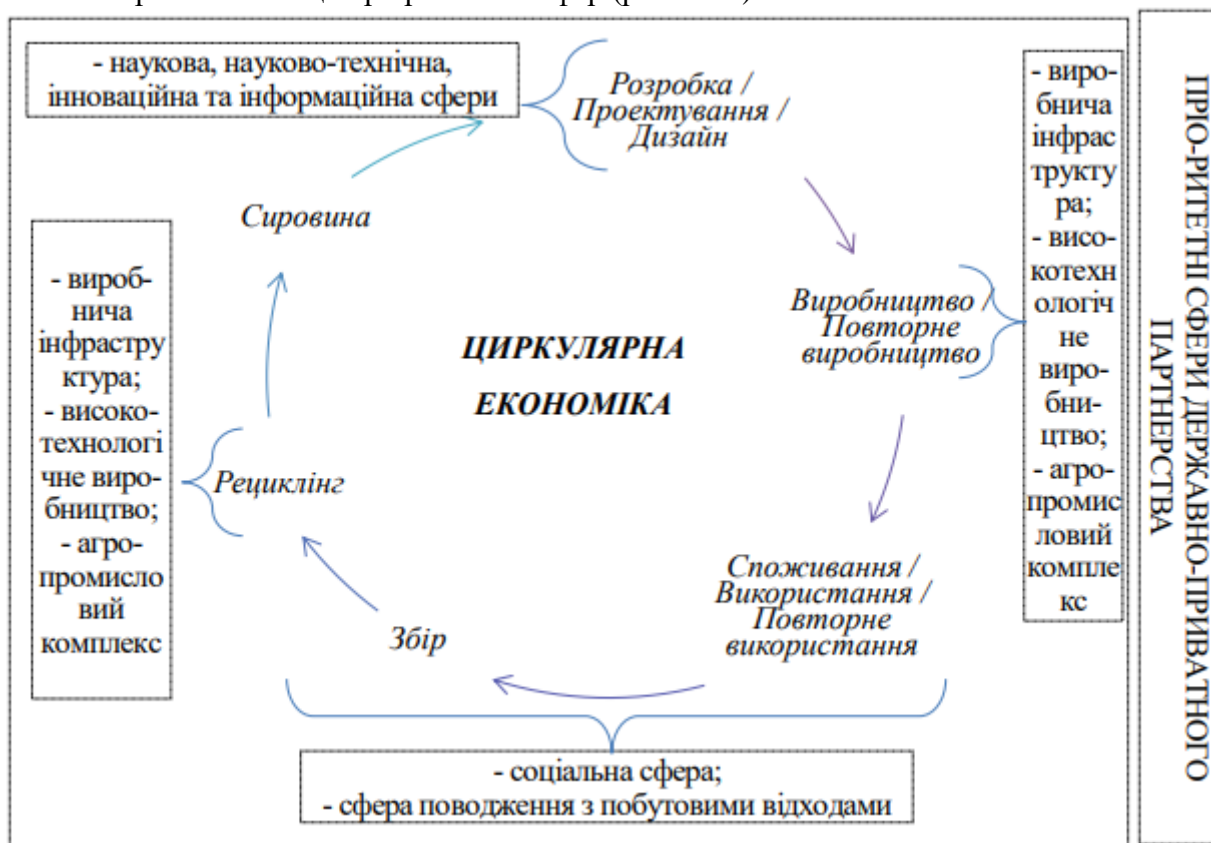 - наукова, науково-технічна,
інноваційна та інформаційна сфери
Розробка /
Проектування /
Дизайн
- виро-
бнича
інфрас
трукту
ра;
- висо-
котехн
ологіч
не
виро-
бни-
цтво;
- агро-
промис
ловий
компле
кс
ПРІО-РИТЕТНІ СФЕРИ ДЕРЖАВНО-ПРИВАТНОГО
ПАРТНЕРСТВА
Сировина
Виробництво /
Повторне
виробництво
ЦИРКУЛЯРНА
ЕКОНОМІКА
- вироб-
нича
інфрастру
ктура;
- високо-
технологі
чне виро-
бництво;
- агро-
промисло
вий
комплекс
Рециклінг
Споживання /
Використання /
Повторне
використання
Збір
- соціальна сфера;
- сфера поводження з побутовими відходами